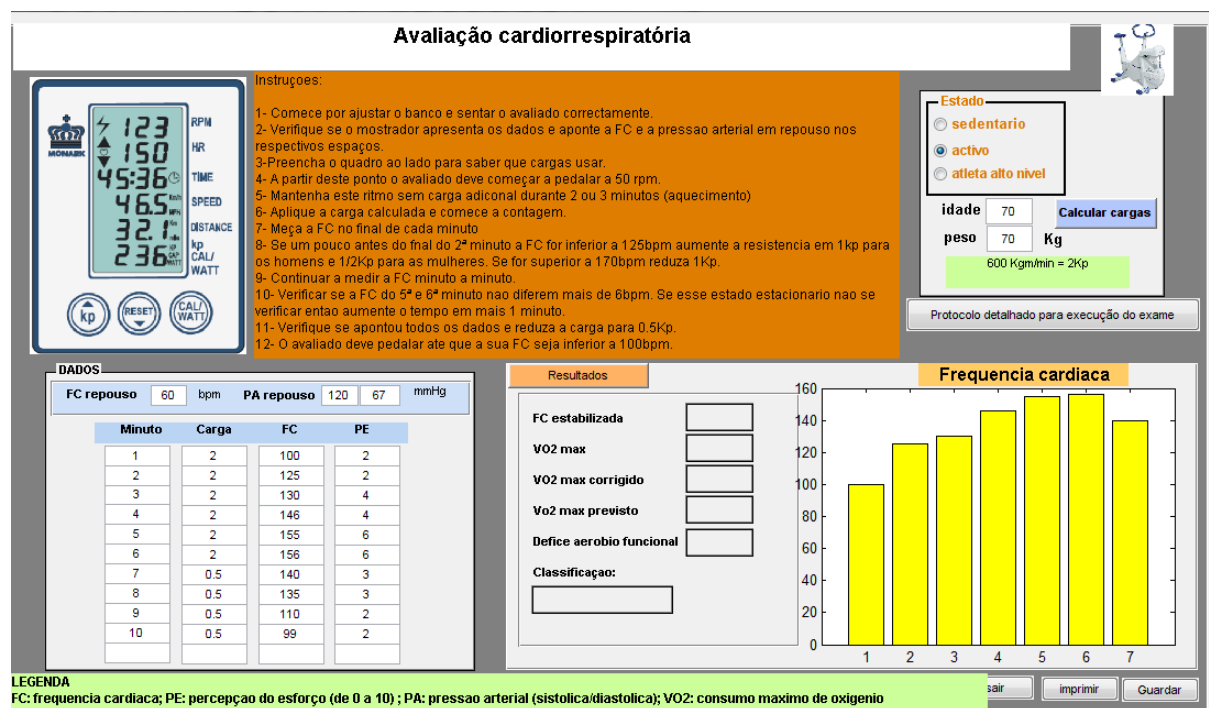 Avaliação cardiorrespiratória
MONARK
123 RPM
150 HR
45:36 TIME
46.5 Km/h MPH SPEED
32.1 DISTANCE
236 kp CAL/ WATT
kp
RESET
CAL/ WATT
Instruçoes:
1- Comece por ajustar o banco e sentar o avaliado correctamente.
2- Verifique se o mostrador apresenta os dados e aponte a FC e a pressao arterial em repouso nos
respectivos espaços.
3-Preencha o quadro ao lado para saber que cargas usar.
4- A partir deste ponto o avaliado deve começar a pedalar a 50 rpm.
5- Mantenha este ritmo sem carga adiconal durante 2 ou 3 minutos (aquecimento)
6- Aplique a carga calculada e comece a contagem.
7- Meça a FC no final de cada minuto
8- Se um pouco antes do fnal do 2ª minuto a FC for inferior a 125bpm aumente a resistencia em 1kp para
os homens e 1/2Kp para as mulheres. Se for superior a 170bpm reduza 1Kp.
9- Continuar a medir a FC minuto a minuto.
10- Verificar se a FC do 5ª e 6ª minuto nao diferem mais de 6bpm. Se esse estado estacionario nao se
verificar entao aumente o tempo em mais 1 minuto.
11- Verifique se apontou todos os dados e reduza a carga para 0.5Kp.
12- O avaliado deve pedalar ate que a sua FC seja inferior a 100bpm.
Estado
sedentario
activo
atleta alto nivel
idade 70 Calcular cargas
peso 70 Kg
600 Kgm/min = 2Kp
Protocolo detalhado para execução do exame
DADOS
FC repouso 60 bpm PA repouso 120 67 mmHg
Minuto Carga FC PE
1 2 100 2
2 2 125 2
3 2 130 4
4 2 146 4
5 2 155 6
6 2 156 6
7 0.5 140 3
8 0.5 135 3
9 0.5 110 2
10 0.5 99 2
Resultados
FC estabilizada
VO2 max
VO2 max corrigido
Vo2 max previsto
Defice aerobio funcional
Classificaçao:
Frequencia cardiaca
160
140
120
100
80
60
40
20
0
1 2 3 4 5 6 7
LEGENDA
FC: frequencia cardiaca; PE: percepçao do esforço (de 0 a 10) ; PA: pressao arterial (sistolica/diastolica); VO2: consumo maximo de oxigenio
sair imprimir Guardar